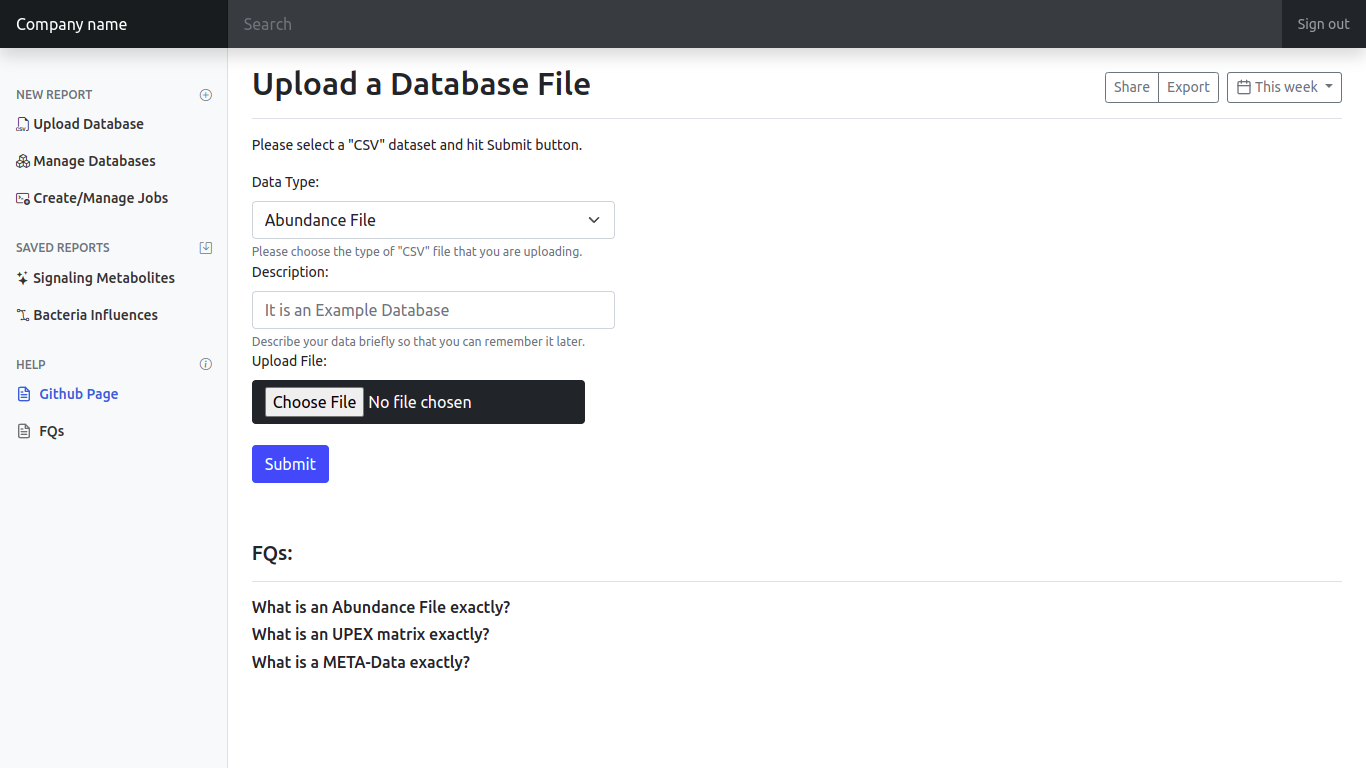 Company name
Search
Sign out
NEW REPORT
Upload Database
Manage Databases
Create/Manage Jobs
SAVED REPORTS
Signaling Metabolites
Bacteria Influences
HELP
Github Page
FQs
Upload a Database File
Share
Export
This week
Please select a "CSV" dataset and hit Submit button.
Data Type:
Abundance File
Please choose the type of "CSV" file that you are uploading.
Description:
It is an Example Database
Describe your data briefly so that you can remember it later.
Upload File:
Choose File No file chosen
Submit
FQs:
What is an Abundance File exactly?
What is an UPEX matrix exactly?
What is a META-Data exactly?